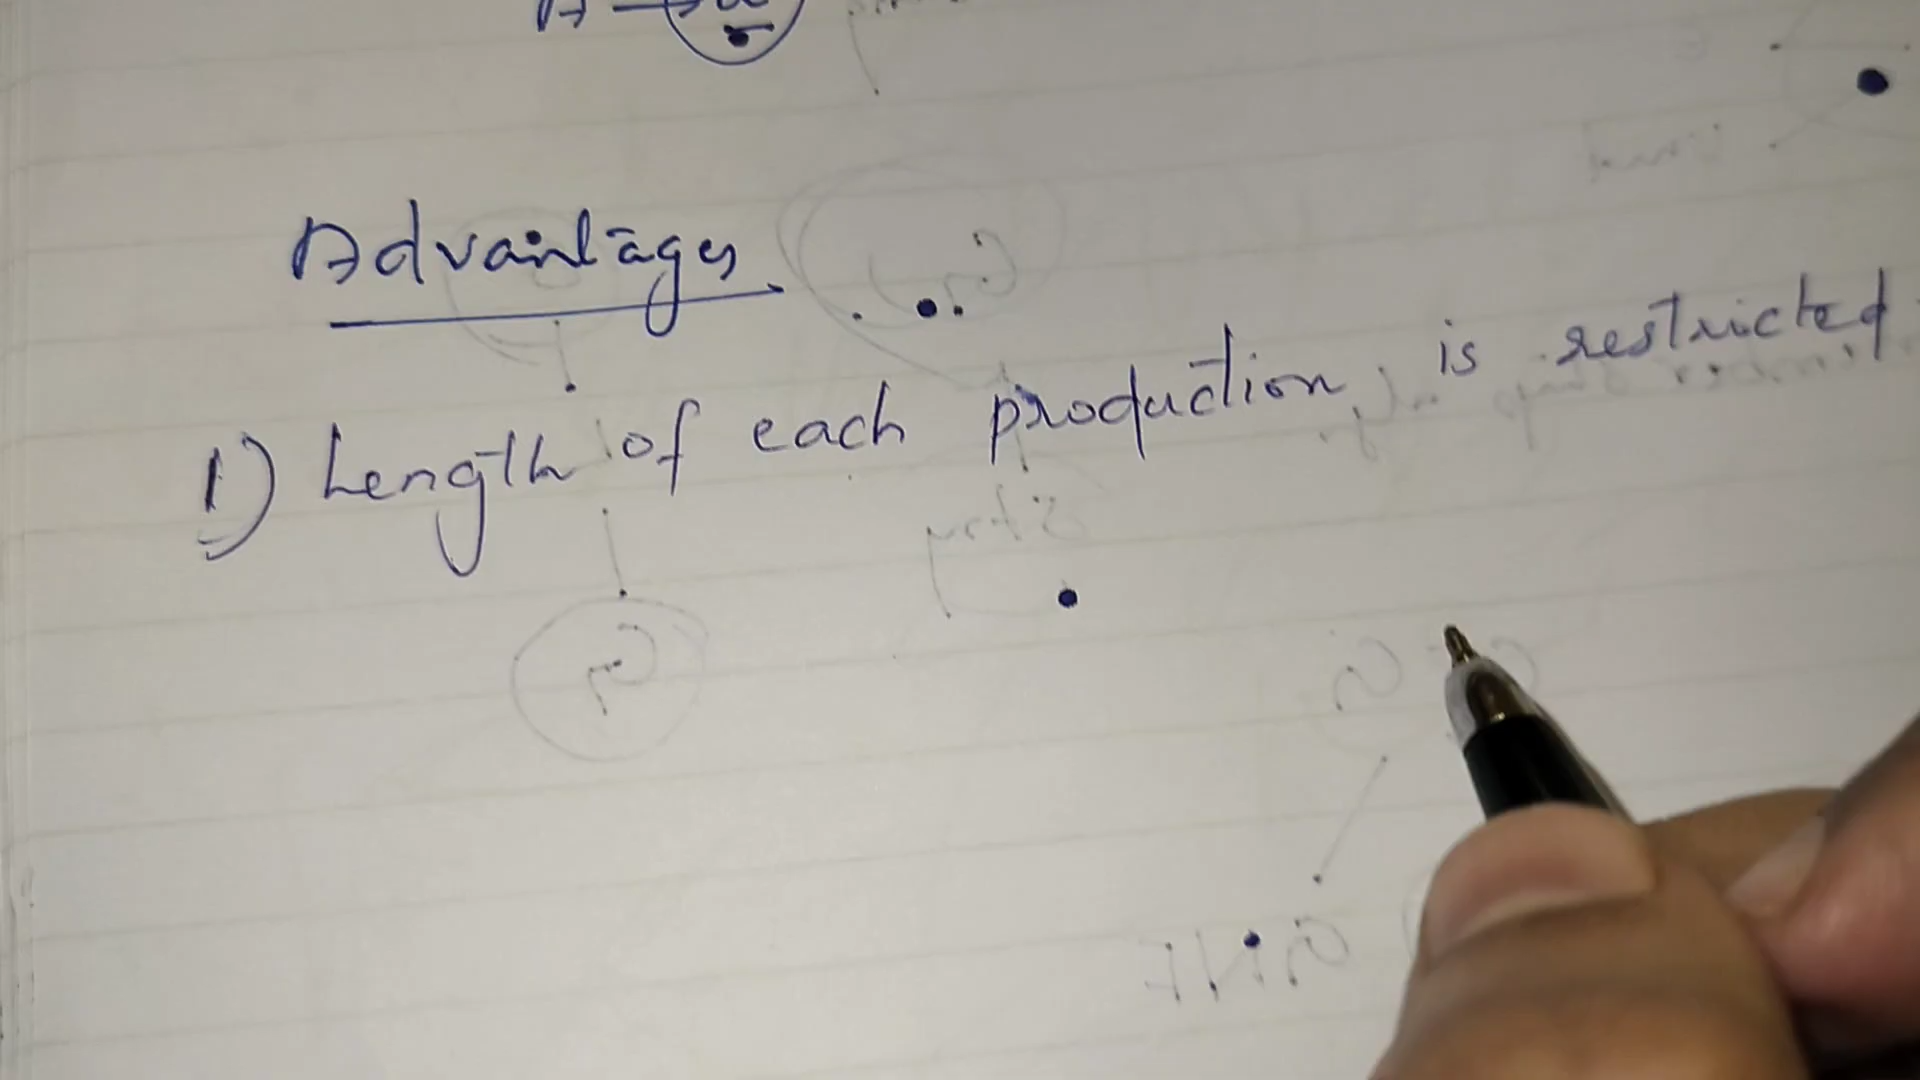 A →
Advantages
1) Length of each production is restricted